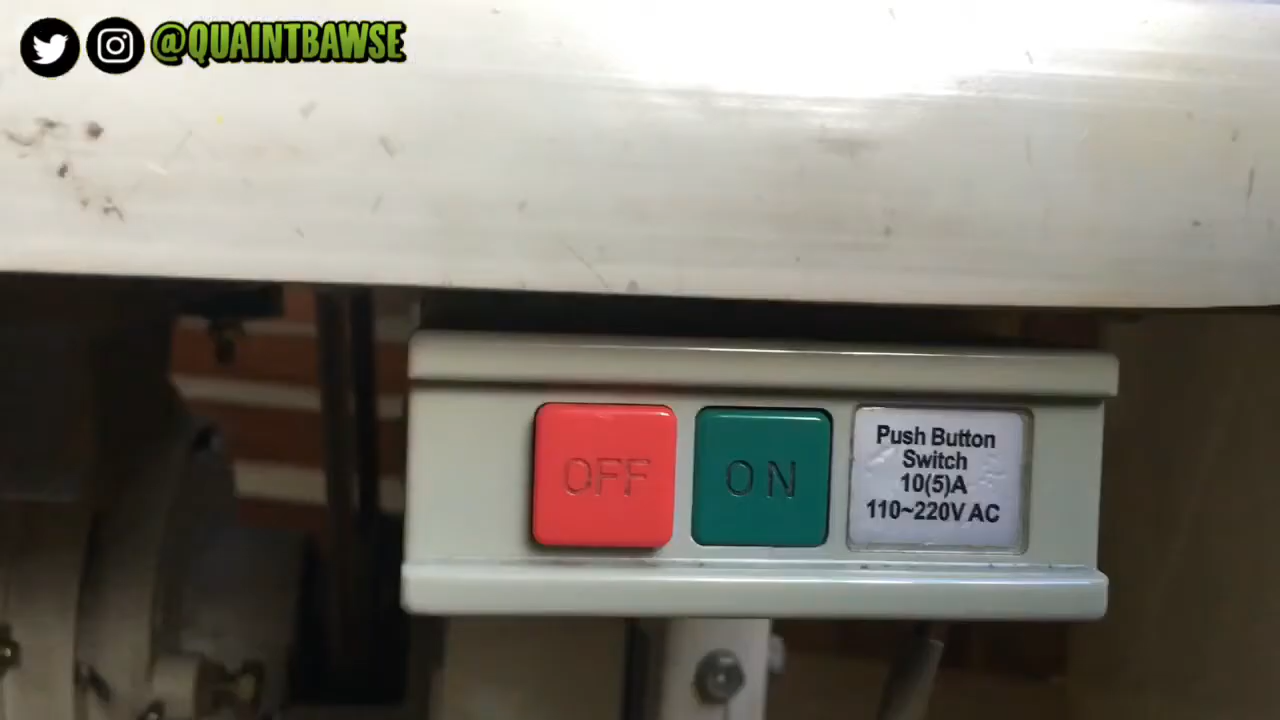 @QUAINTBAWSE
OFF
ON
Push Button
Switch
10(5)A
110~220V AC